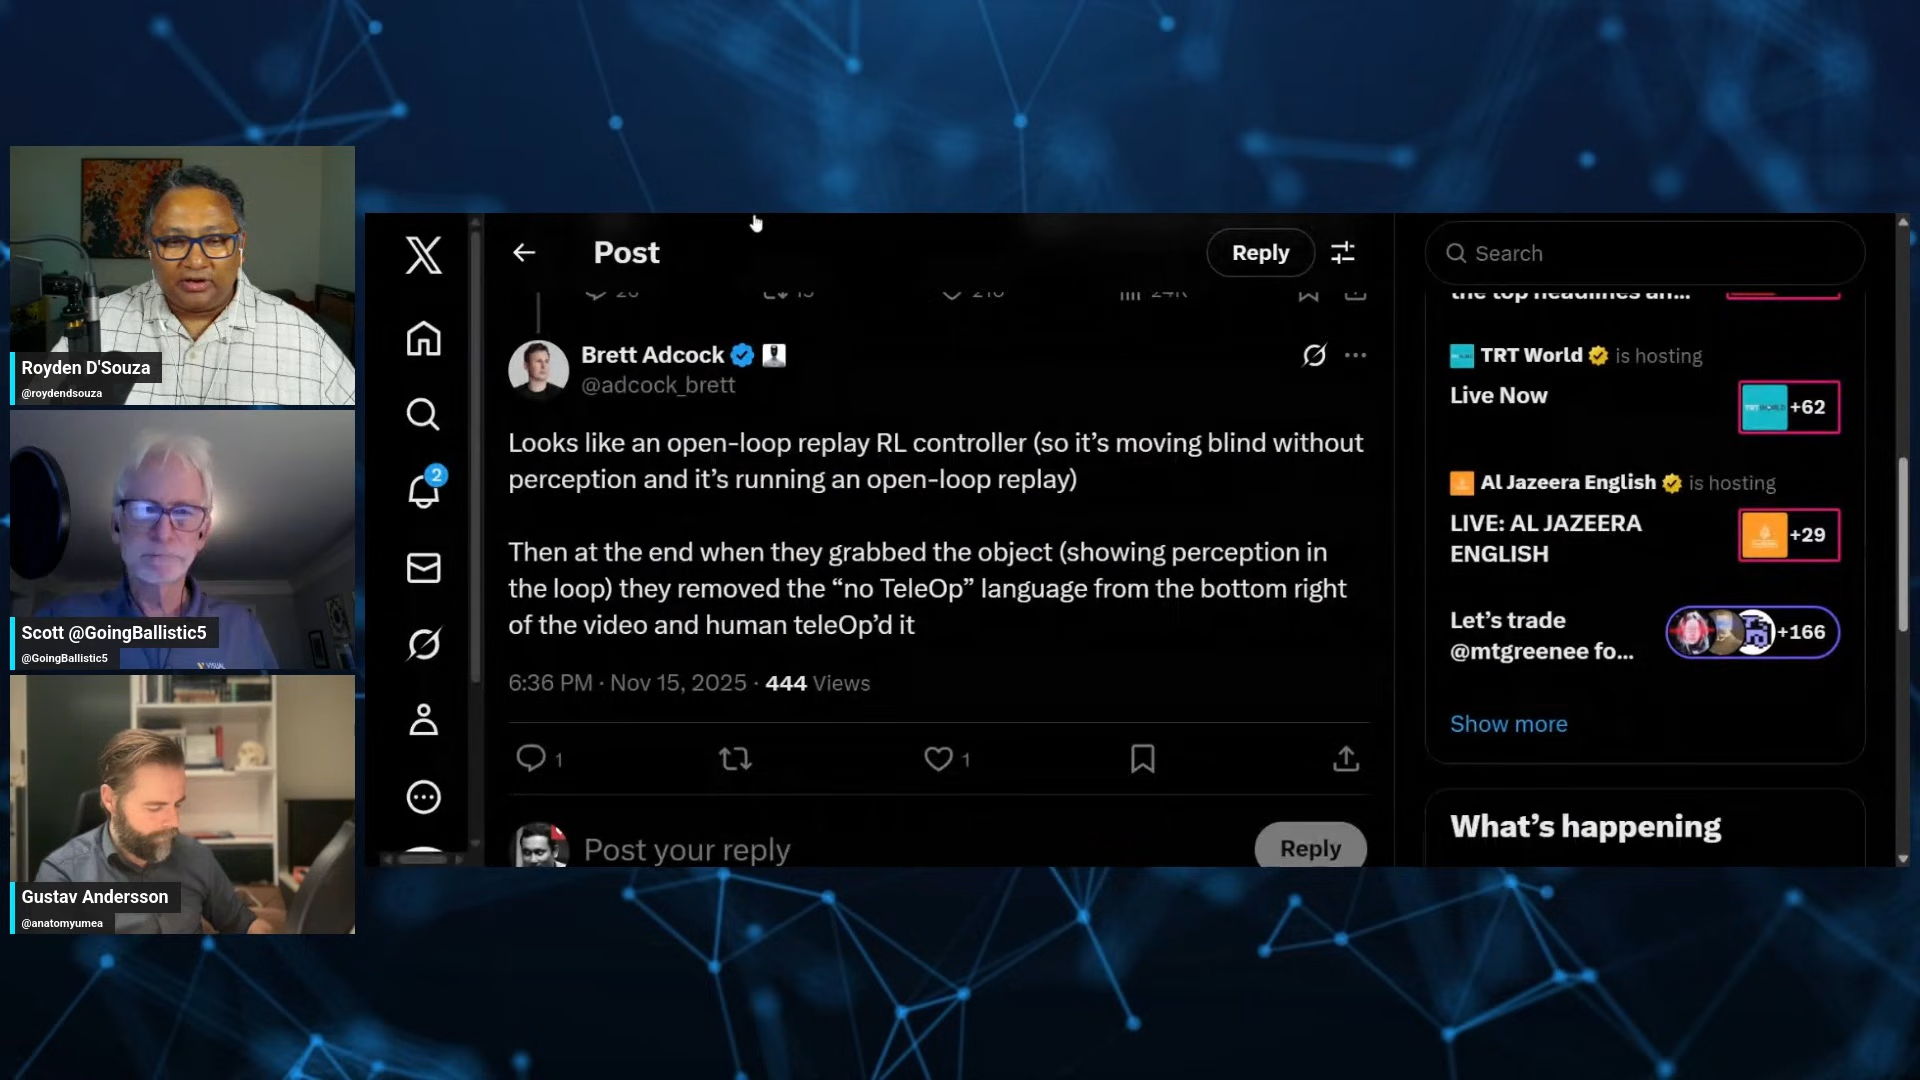 Royden D'Souza
@roydendsouza
Scott @GoingBallistic5
@GoingBallistic5
VISUAL
Gustav Andersson
@anatomyumea
2
Post
Reply
Brett Adcock
@adcock_brett
Looks like an open-loop replay RL controller (so it’s moving blind without
perception and it’s running an open-loop replay)
Then at the end when they grabbed the object (showing perception in
the loop) they removed the “no TeleOp” language from the bottom right
of the video and human teleOp’d it
6:36 PM · Nov 15, 2025 · 444 Views
1
1
Post your reply
Reply
Search
the top headlines an...
TRT World is hosting
Live Now
+62
Al Jazeera English is hosting
LIVE: AL JAZEERA
ENGLISH
+29
Let’s trade
@mtgreenee fo...
+166
Show more
What’s happening